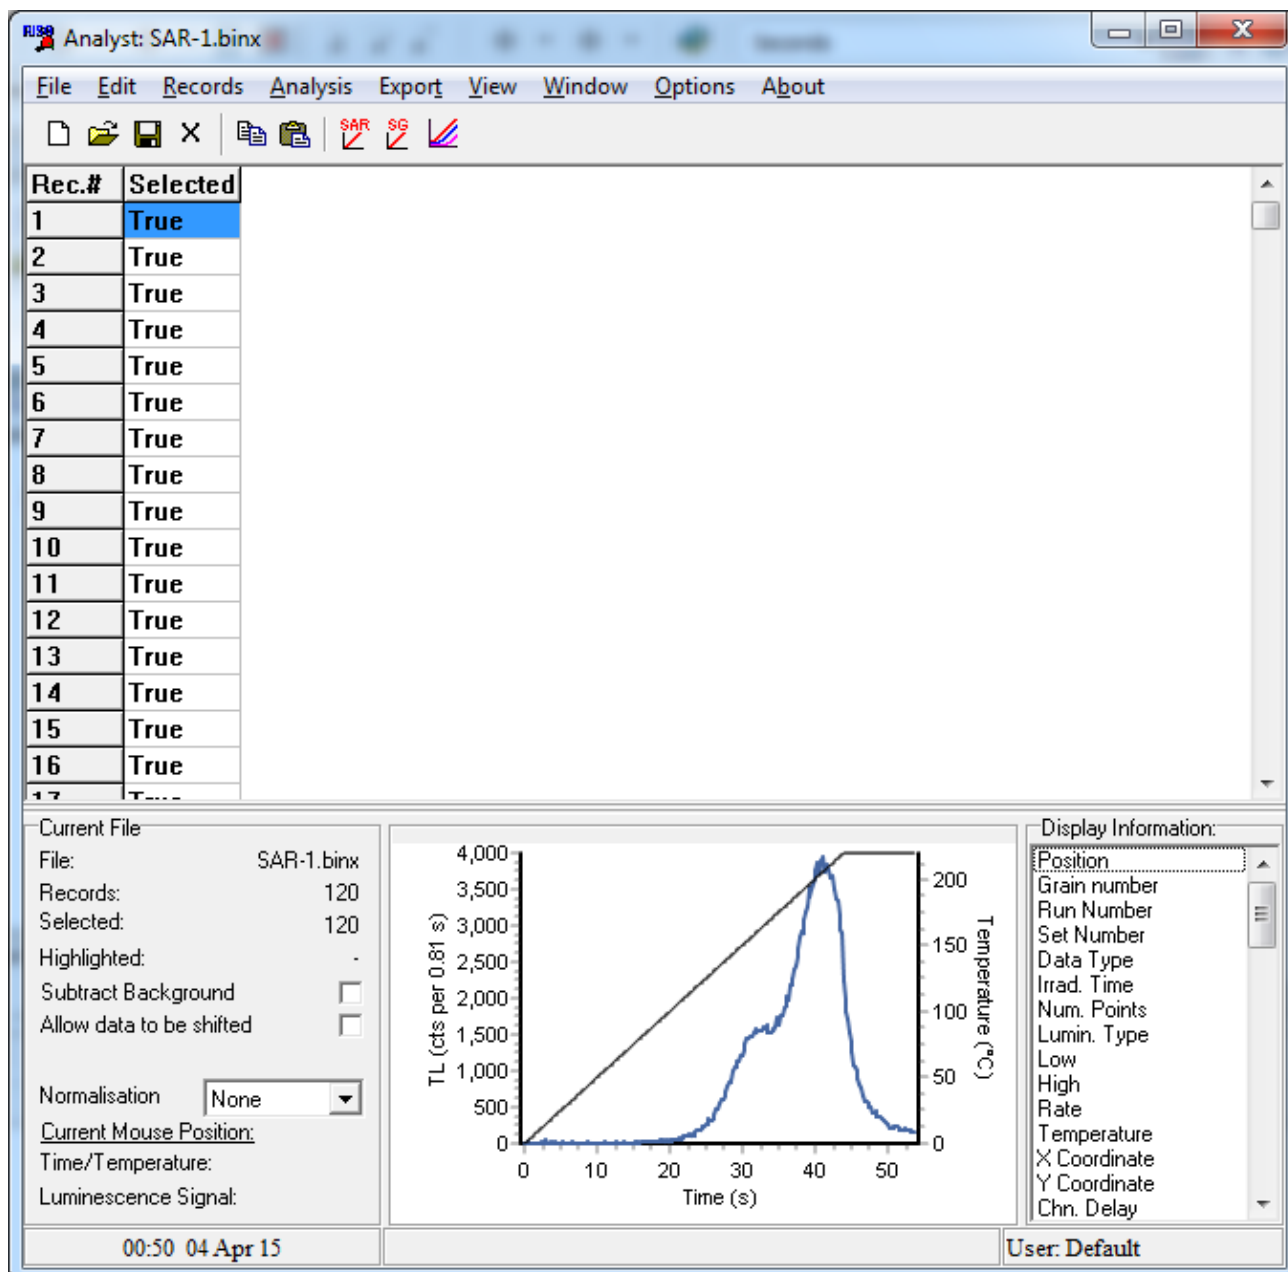 Analyst: SAR-1.binx
File Edit Records Analysis Export View Window Options About
SAR SG
Rec.# Selected
1 True
2 True
3 True
4 True
5 True
6 True
7 True
8 True
9 True
10 True
11 True
12 True
13 True
14 True
15 True
16 True
17 True
Current File
File: SAR-1.binx
Records: 120
Selected: 120
Highlighted: -
Subtract Background
Allow data to be shifted
Normalisation None
Current Mouse Position:
Time/Temperature:
Luminescence Signal:
TL (cts per 0.81 s)
4,000
3,500
3,000
2,500
2,000
1,500
1,000
500
0
200
150
100
50
0
Temperature (°C)
0 10 20 30 40 50
Time (s)
Display Information:
Position
Grain number
Run Number
Set Number
Data Type
Irrad. Time
Num. Points
Lumin. Type
Low
High
Rate
Temperature
X Coordinate
Y Coordinate
Chn. Delay
00:50 04 Apr 15
User: Default